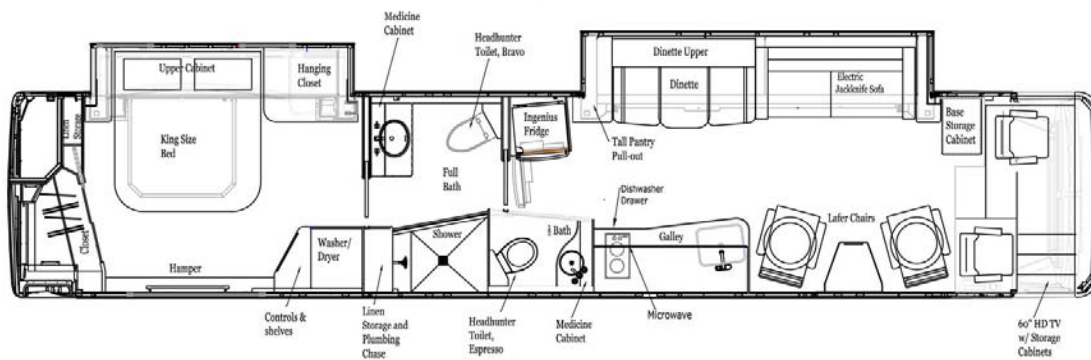 Medicine
Cabinet
Headhunter
Toilet, Bravo
Upper Cabinet
Hanging
Closet
Dinette Upper
Dinette
Electric
Jackknife Sofa
Linen
Storage
King Size
Bed
Ingenius
Fridge
Base
Storage
Cabinet
Tall Pantry
Pull-out
Full
Bath
Dishwasher
Drawer
Closet
Washer/
Dryer
Shower
½ Bath
Galley
Lafer Chairs
Hamper
Controls &
shelves
Linen
Storage and
Plumbing
Chase
Headhunter
Toilet,
Espresso
Medicine
Cabinet
Microwave
60" HD TV
w/ Storage
Cabinets